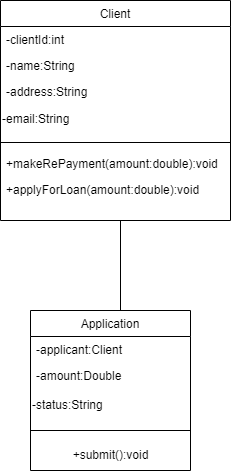 Client
-clientId:int
-name:String
-address:String
-email:String
+makeRePayment(amount:double):void
+applyForLoan(amount:double):void
Application
-applicant:Client
-amount:Double
-status:String
+submit():void